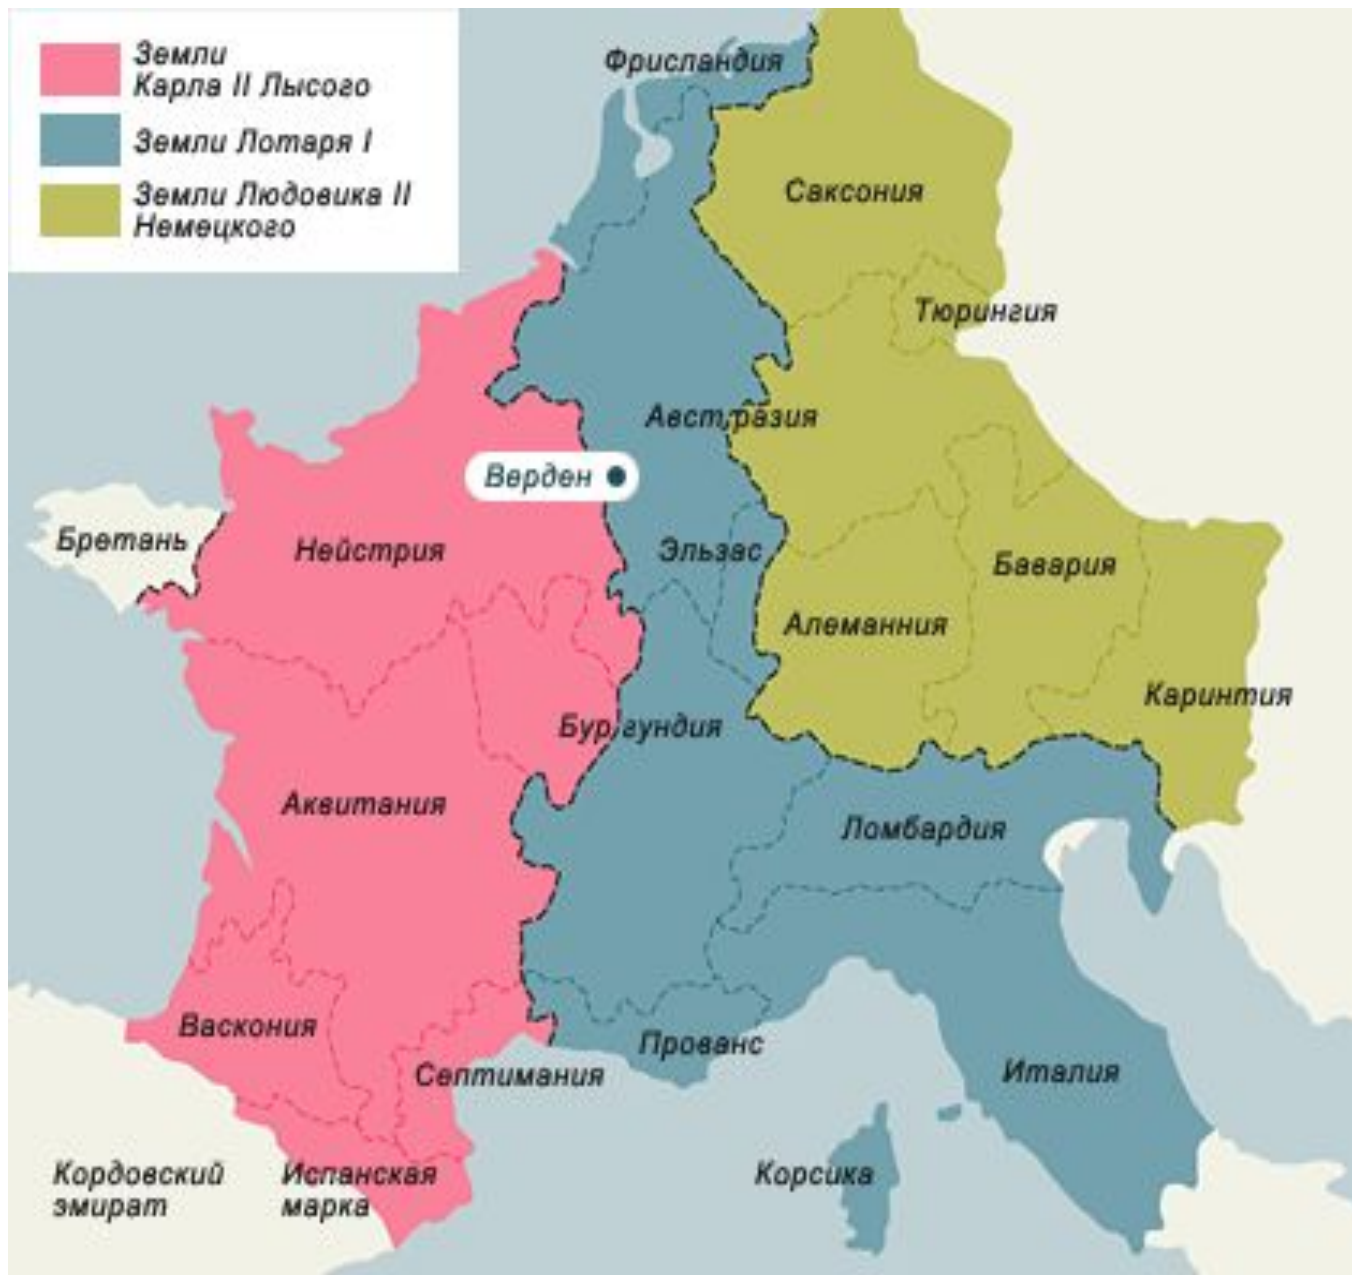 Земли
Карла II Лысого
Земли Лотаря I
Земли Людовика II
Немецкого
Фрисландия
Саксония
Тюрингия
Австразия
Верден
Бретань
Нейстрия
Эльзас
Бавария
Алеманния
Каринтия
Бургундия
Аквитания
Ломбардия
Васкония
Прованс
Септимания
Италия
Кордовский
эмират
Испанская
марка
Корсика